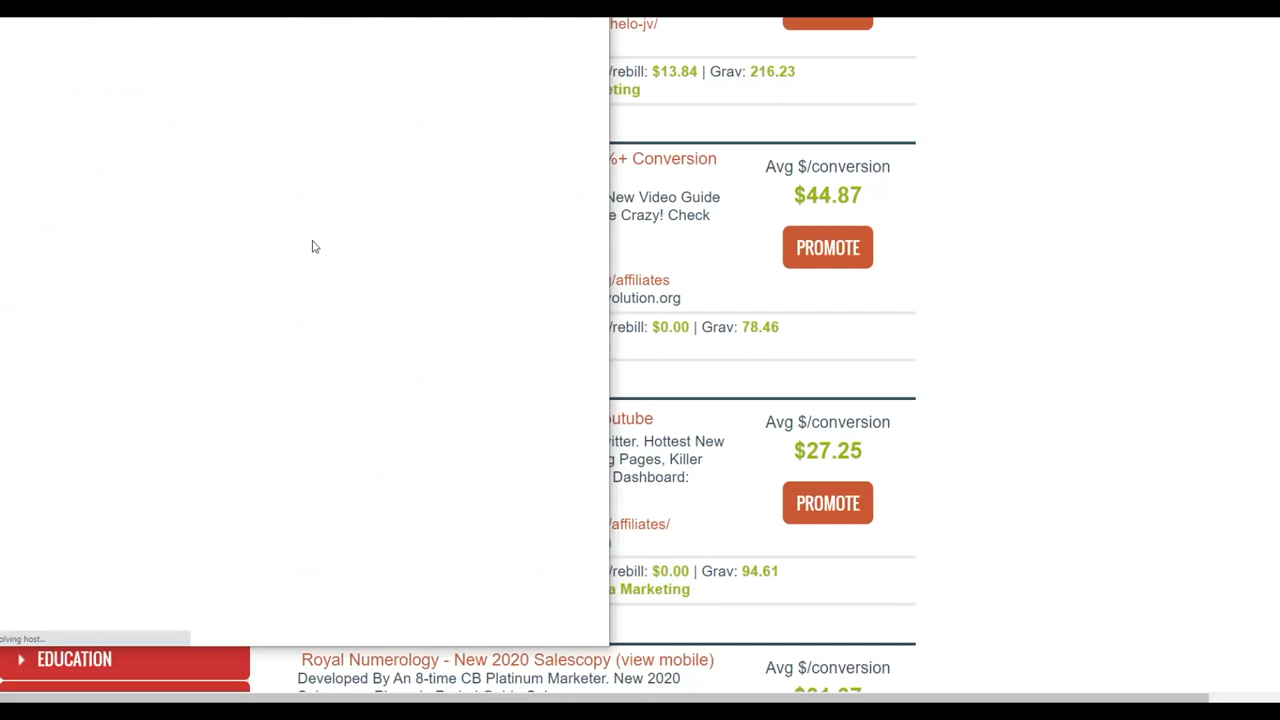 helo-jv/
/rebill: $13.84 | Grav: 216.23
eting
%+ Conversion
Avg $/conversion
New Video Guide
$44.87
e Crazy! Check
PROMOTE
g/affiliates
volution.org
/rebill: $0.00 | Grav: 78.46
outube
Avg $/conversion
witter. Hottest New
$27.25
g Pages, Killer
Dashboard:
PROMOTE
/affiliates/
/rebill: $0.00 | Grav: 94.61
a Marketing
olving host...
EDUCATION
Royal Numerology - New 2020 Salescopy (view mobile)
Avg $/conversion
Developed By An 8-time CB Platinum Marketer. New 2020